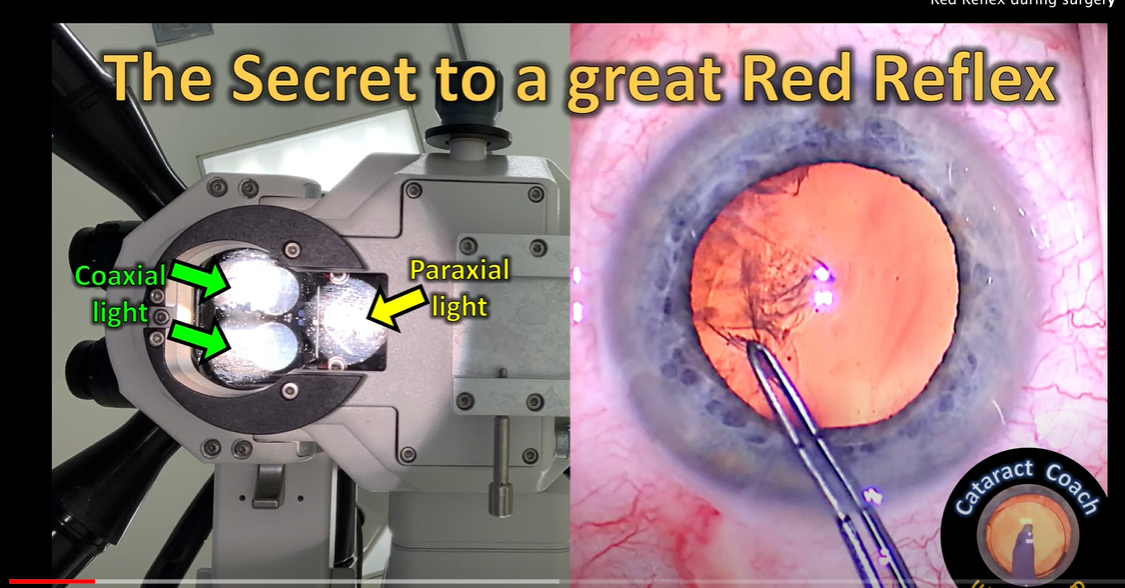 Red Reflex during surgery
The Secret to a great Red Reflex
Coaxial
light
Paraxial
light
Cataract Coach